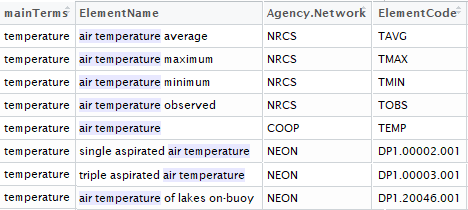 mainTerms ElementName Agency.Network ElementCode
temperature air temperature average NRCS TAVG
temperature air temperature maximum NRCS TMAX
temperature air temperature minimum NRCS TMIN
temperature air temperature observed NRCS TOBS
temperature air temperature COOP TEMP
temperature single aspirated air temperature NEON DP1.00002.001
temperature triple aspirated air temperature NEON DP1.00003.001
temperature air temperature of lakes on-buoy NEON DP1.20046.001